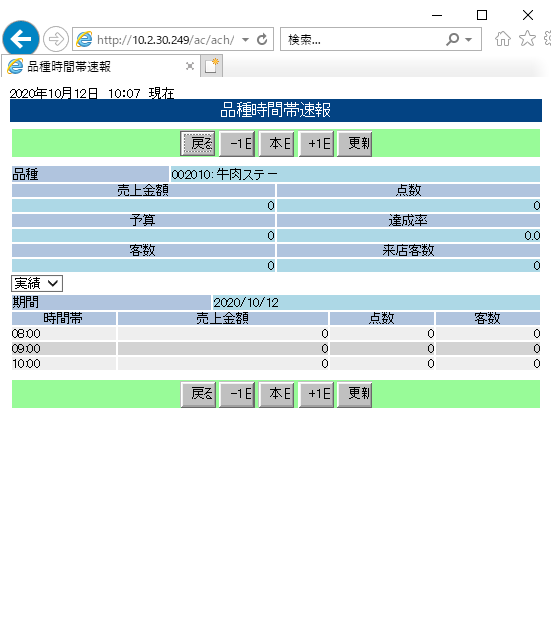 http://10.2.30.249/ac/ach/
検索...
品種時間帯速報
2020年10月12日 10:07 現在
品種時間帯速報
戻る -1日 本日 +1日 更新
品種 002010:牛肉ステー
売上金額 点数
0 0
予算 達成率
0 0.0
客数 来店客数
0 0
実績
期間 2020/10/12
時間帯 売上金額 点数 客数
08:00 0 0 0
09:00 0 0 0
10:00 0 0 0
戻る -1日 本日 +1日 更新